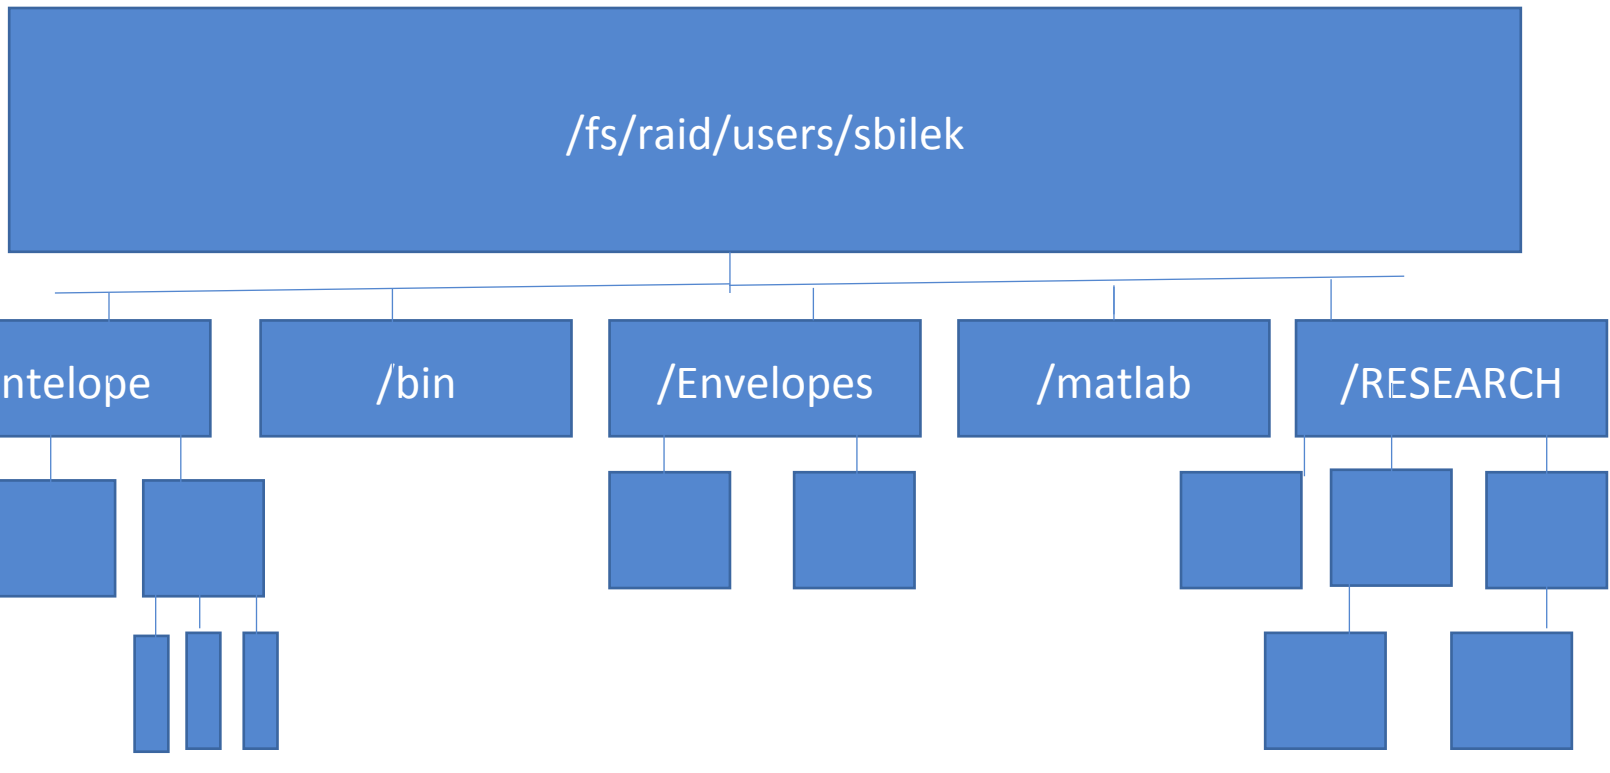 /fs/raid/users/sbilek
ntelope
/bin
/Envelopes
/matlab
/RESEARCH